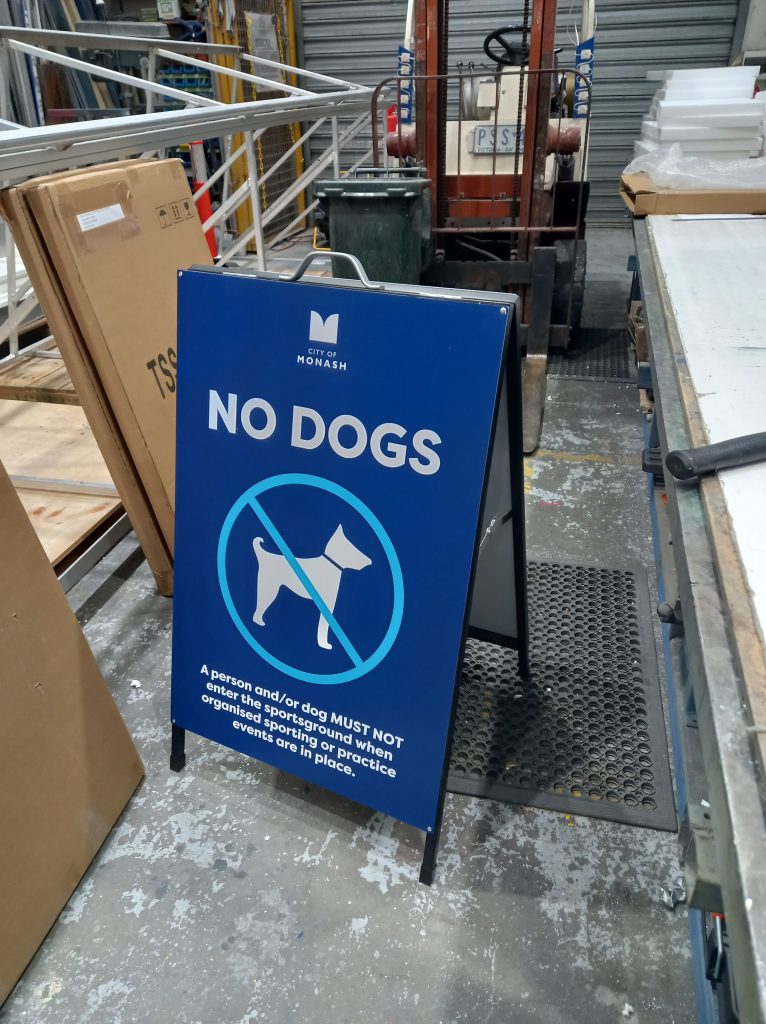 PSS
VICTORIA
TSS
CITY OF
MONASH
NO DOGS
A person and/or dog MUST NOT
enter the sportsground when
organised sporting or practice
events are in place.